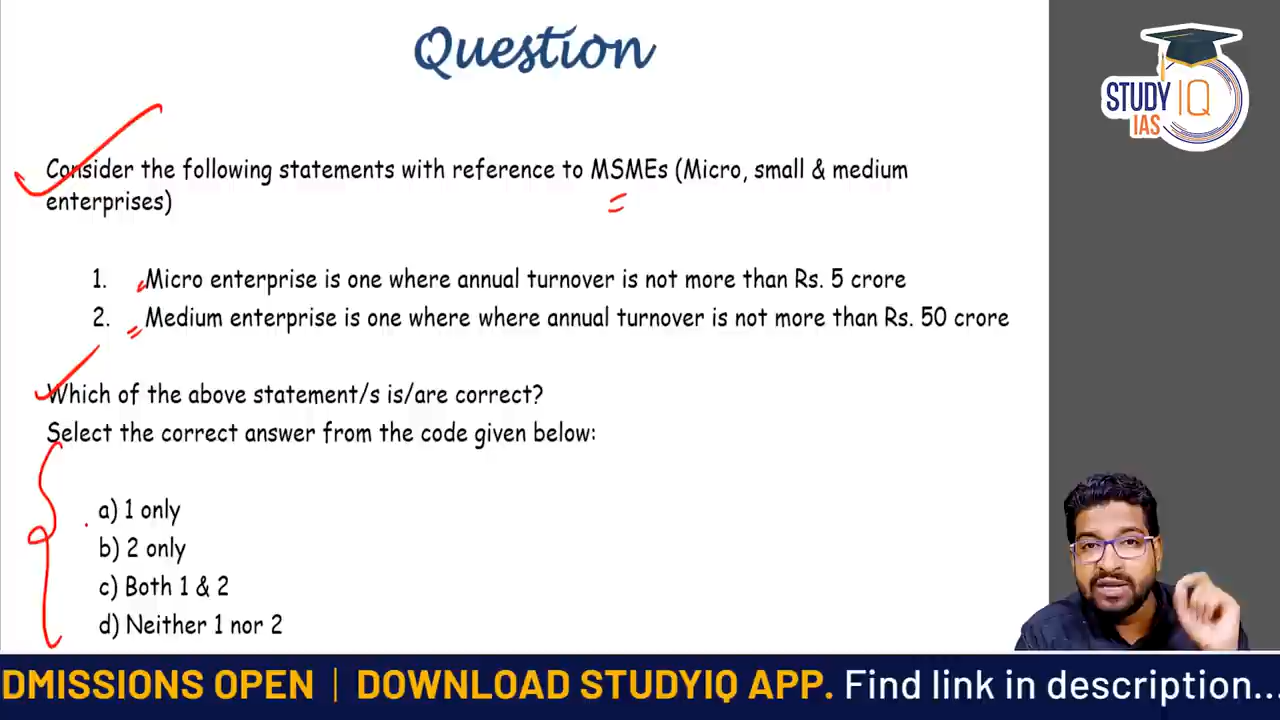 Question
STUDY IQ
IAS
Consider the following statements with reference to MSMEs (Micro, small & medium
enterprises)
1. Micro enterprise is one where annual turnover is not more than Rs. 5 crore
2. Medium enterprise is one where where annual turnover is not more than Rs. 50 crore
Which of the above statement/s is/are correct?
Select the correct answer from the code given below:
a) 1 only
b) 2 only
c) Both 1 & 2
d) Neither 1 nor 2
DMISSIONS OPEN | DOWNLOAD STUDYIQ APP. Find link in description...